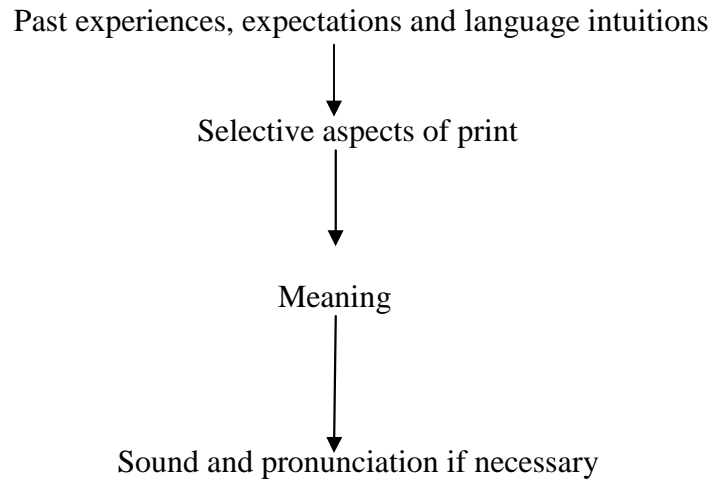 Past experiences, expectations and language intuitions
Selective aspects of print
Meaning
Sound and pronunciation if necessary